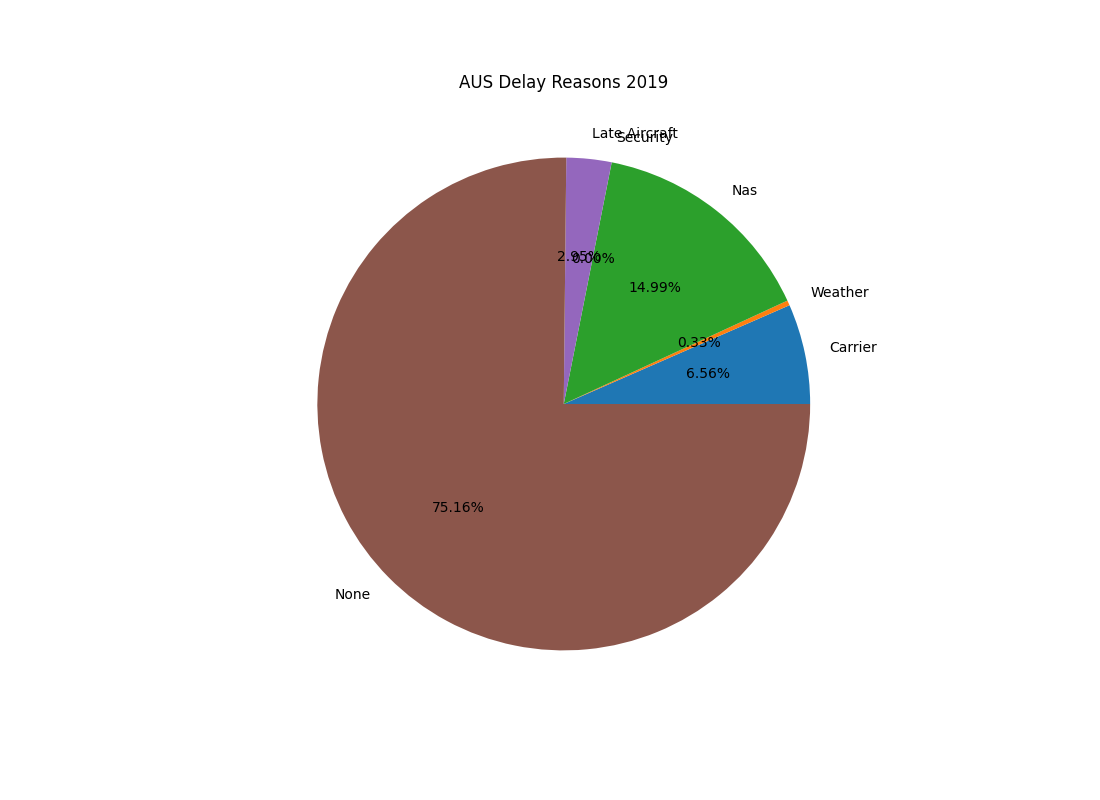 AUS Delay Reasons 2019
Late Aircraft
Security
Nas
2.95%
0.00%
14.99%
Weather
0.33%
Carrier
6.56%
75.16%
None